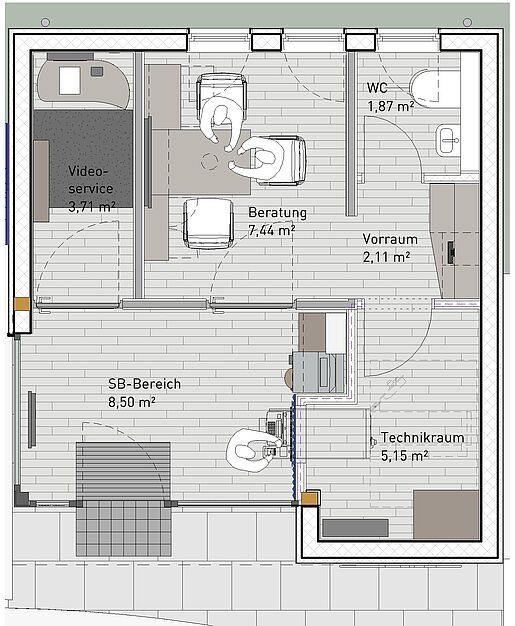 WC
1,87 m²
Video-
service
3,71 m²
Beratung
7,44 m²
Vorraum
2,11 m²
SB-Bereich
8,50 m²
Technikraum
5,15 m²